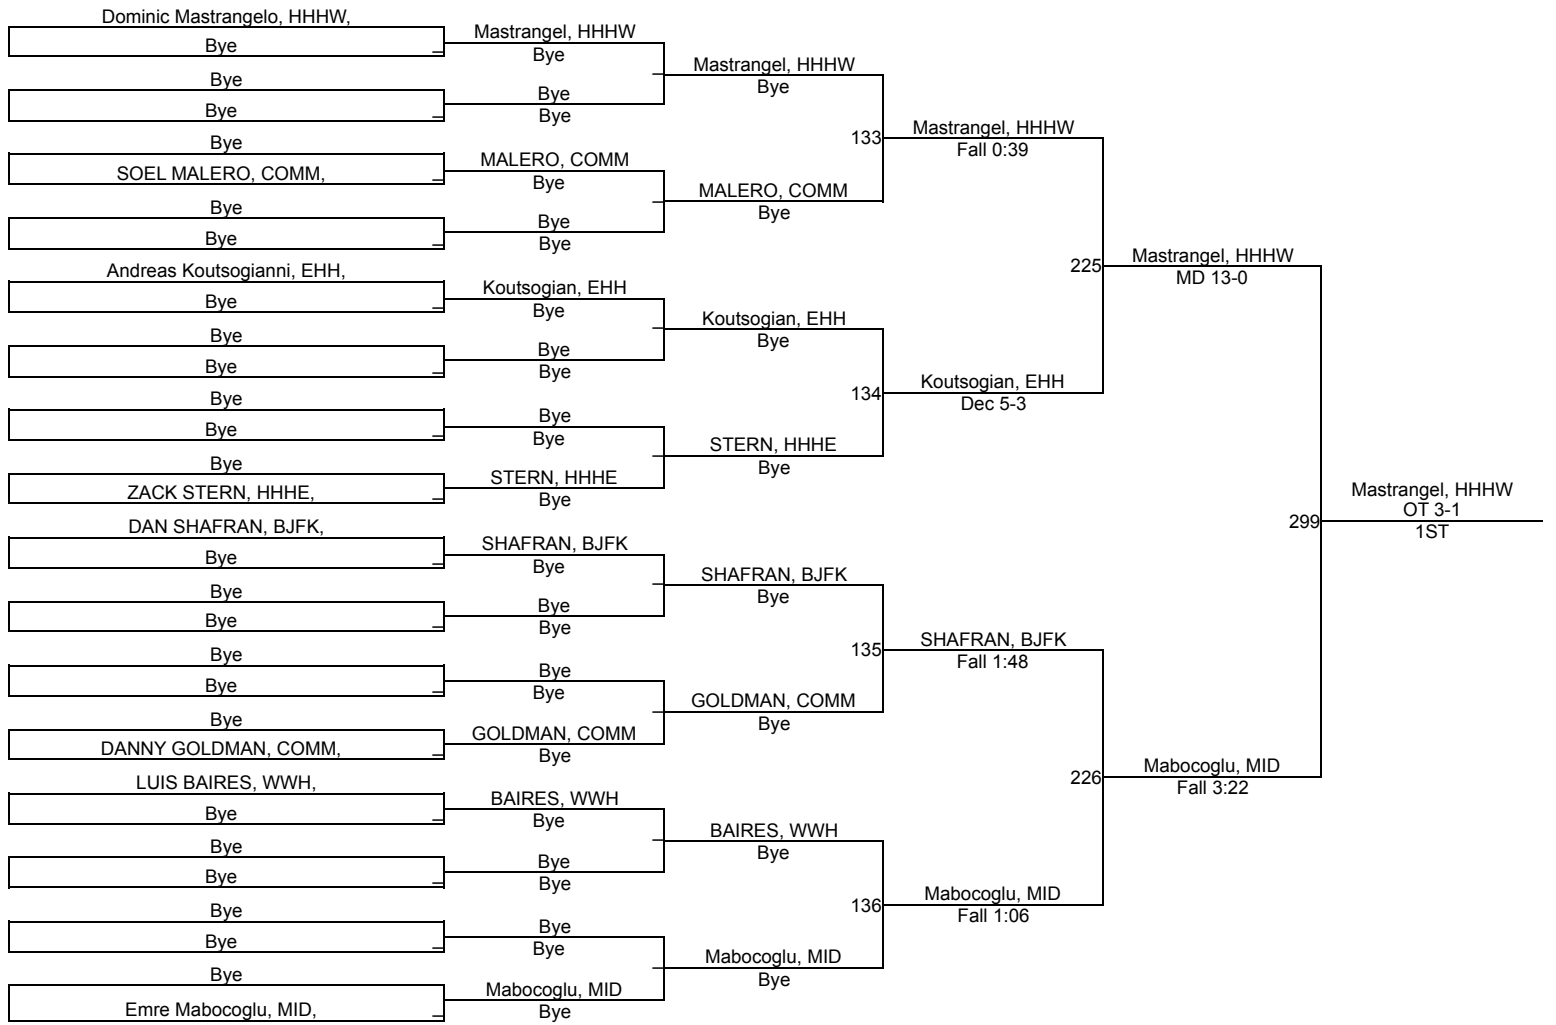 Dominic Mastrangelo, HHHW,
Bye
Bye
Bye
Bye
SOEL MALERO, COMM,
Bye
Bye
Andreas Koutsogianni, EHH,
Bye
Bye
Bye
Bye
Bye
Bye
ZACK STERN, HHHE,
DAN SHAFRAN, BJFK,
Bye
Bye
Bye
Bye
Bye
Bye
DANNY GOLDMAN, COMM,
LUIS BAIRES, WWH,
Bye
Bye
Bye
Bye
Bye
Bye
Emre Mabocoglu, MID,
Mastrangel, HHHW
Bye
Bye
Bye
MALERO, COMM
Bye
Bye
Bye
Koutsogian, EHH
Bye
Bye
Bye
Bye
Bye
STERN, HHHE
Bye
SHAFRAN, BJFK
Bye
Bye
Bye
Bye
Bye
GOLDMAN, COMM
Bye
BAIRES, WWH
Bye
Bye
Bye
Bye
Bye
Mabocoglu, MID
Bye
Mastrangel, HHHW
Bye
133
MALERO, COMM
Bye
Koutsogian, EHH
Bye
134
STERN, HHHE
Bye
SHAFRAN, BJFK
Bye
135
GOLDMAN, COMM
Bye
BAIRES, WWH
Bye
136
Mabocoglu, MID
Bye
Mastrangel, HHHW
Fall 0:39
225
Koutsogian, EHH
Dec 5-3
SHAFRAN, BJFK
Fall 1:48
226
Mabocoglu, MID
Fall 1:06
Mastrangel, HHHW
MD 13-0
299
Mabocoglu, MID
Fall 3:22
Mastrangel, HHHW
OT 3-1
1ST